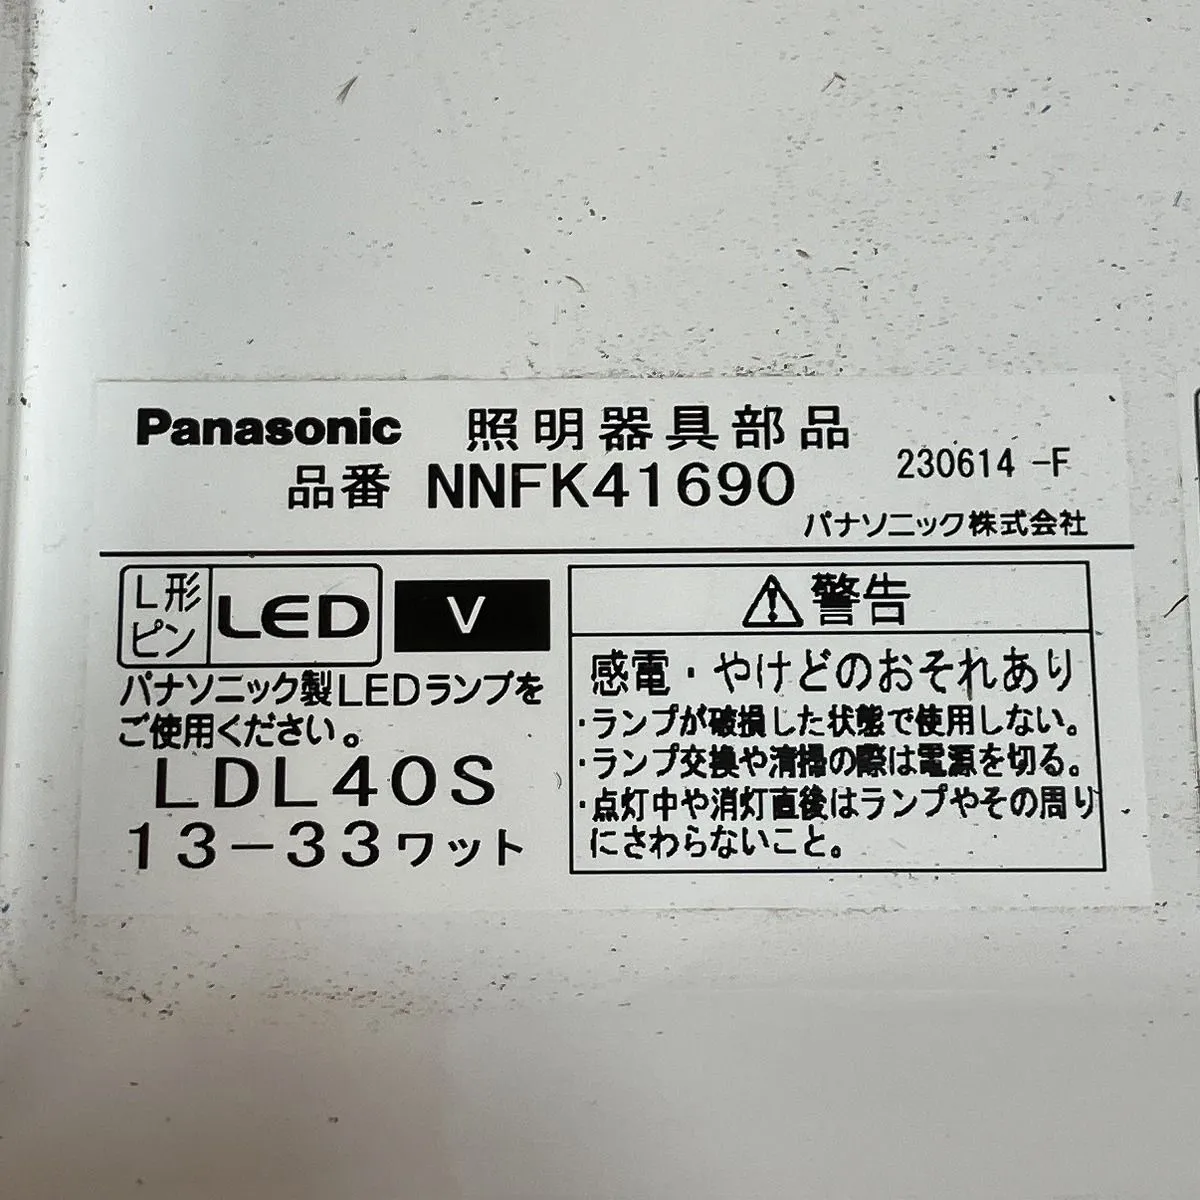 Panasonic 照明器具部品
品番 NNFK41690 230614 -F
パナソニック株式会社
L形
ピン LED V
パナソニック製LEDランプを
ご使用ください。
LDL40S
13-33ワット
⚠警告
感電・やけどのおそれあり
・ランプが破損した状態で使用しない。
・ランプ交換や清掃の際は電源を切る。
・点灯中や消灯直後はランプやその周り
にさわらないこと。